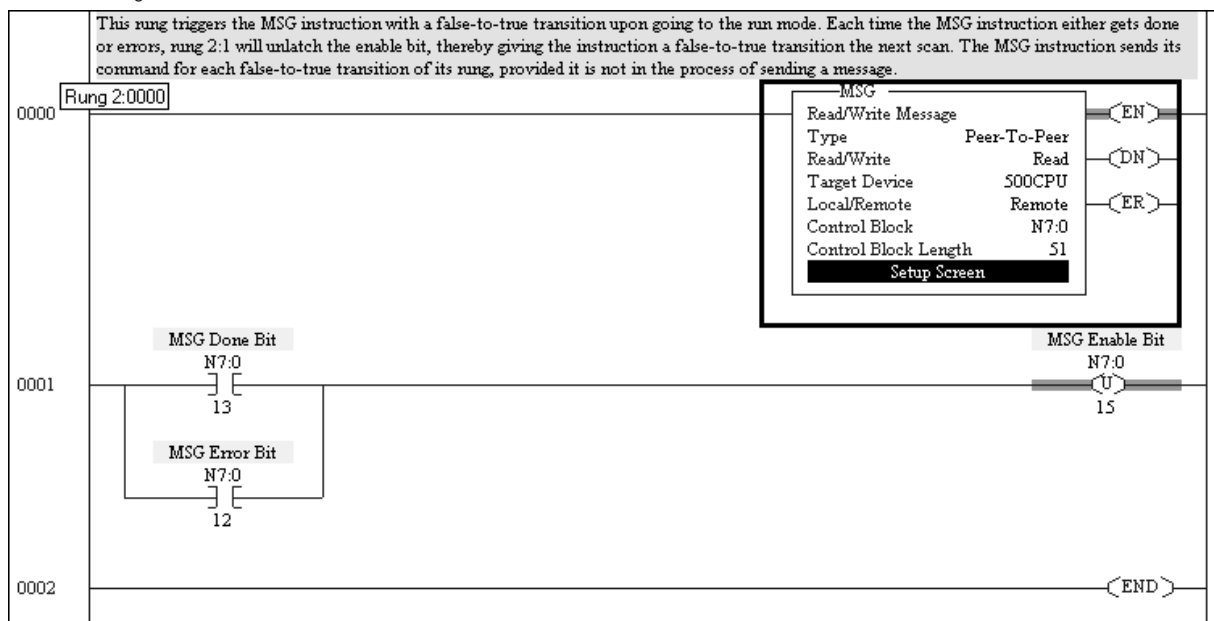 This rung triggers the MSG instruction with a false-to-true transition upon going to the run mode. Each time the MSG instruction either gets done
or errors, rung 2:1 will unlatch the enable bit, thereby giving the instruction a false-to-true transition the next scan. The MSG instruction sends its
command for each false-to-true transition of its rung, provided it is not in the process of sending a message.
Rung 2:0000
0000
MSG
Read/Write Message
Type Peer-To-Peer
Read/Write Read
Target Device 500CPU
Local/Remote Remote
Control Block N7:0
Control Block Length 51
Setup Screen
EN
DN
ER
MSG Done Bit
N7:0
13
MSG Enable Bit
N7:0
U
15
0001
MSG Error Bit
N7:0
12
0002
END